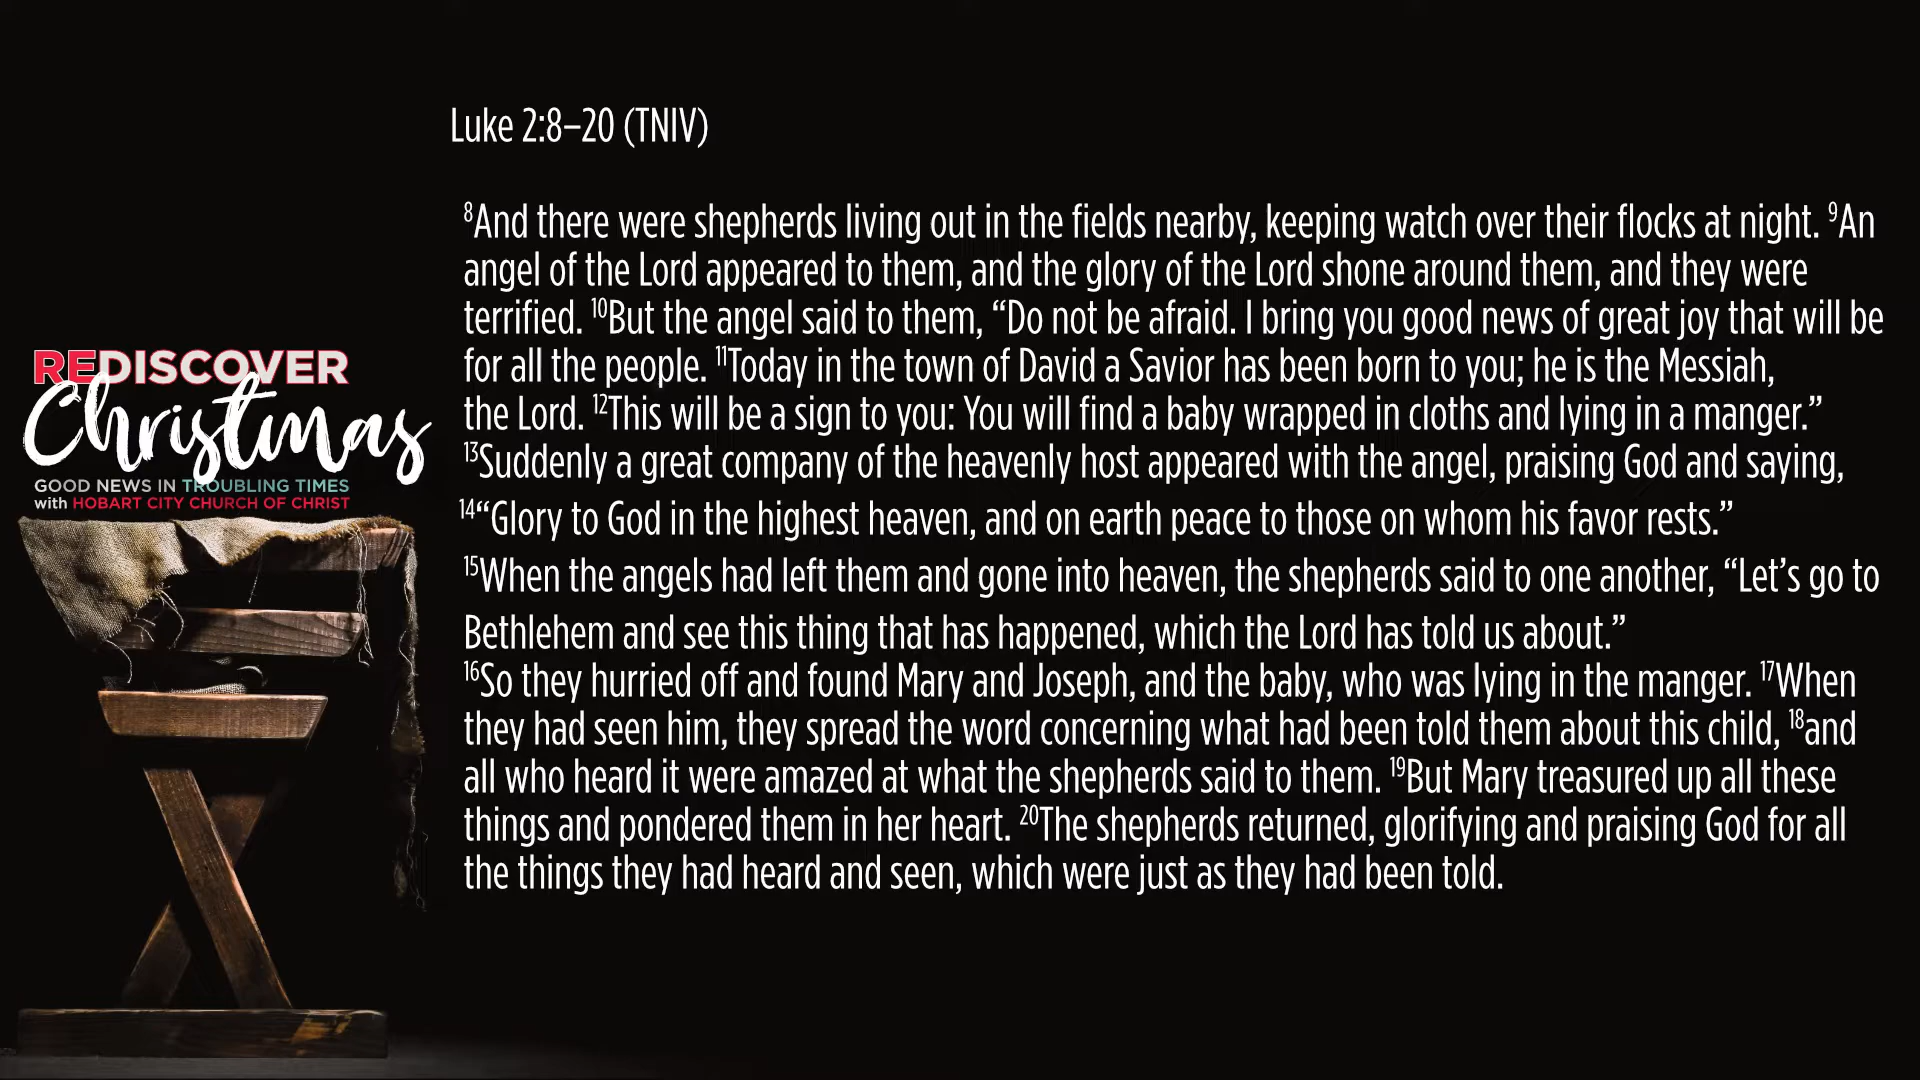 Luke 2:8–20 (TNIV)
⁸And there were shepherds living out in the fields nearby, keeping watch over their flocks at night. ⁹An
angel of the Lord appeared to them, and the glory of the Lord shone around them, and they were
terrified. ¹⁰But the angel said to them, “Do not be afraid. I bring you good news of great joy that will be
for all the people. ¹¹Today in the town of David a Savior has been born to you; he is the Messiah,
the Lord. ¹²This will be a sign to you: You will find a baby wrapped in cloths and lying in a manger.”
¹³Suddenly a great company of the heavenly host appeared with the angel, praising God and saying,
¹⁴“Glory to God in the highest heaven, and on earth peace to those on whom his favor rests.”
¹⁵When the angels had left them and gone into heaven, the shepherds said to one another, “Let’s go to
Bethlehem and see this thing that has happened, which the Lord has told us about.”
¹⁶So they hurried off and found Mary and Joseph, and the baby, who was lying in the manger. ¹⁷When
they had seen him, they spread the word concerning what had been told them about this child, ¹⁸and
all who heard it were amazed at what the shepherds said to them. ¹⁹But Mary treasured up all these
things and pondered them in her heart. ²⁰The shepherds returned, glorifying and praising God for all
the things they had heard and seen, which were just as they had been told.
REDISCOVER
Christmas
GOOD NEWS IN TROUBLING TIMES
with HOBART CITY CHURCH OF CHRIST